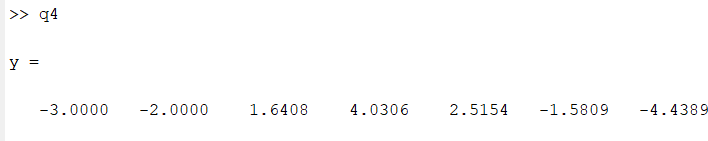 >> q4
y =
-3.0000 -2.0000 1.6408 4.0306 2.5154 -1.5809 -4.4389